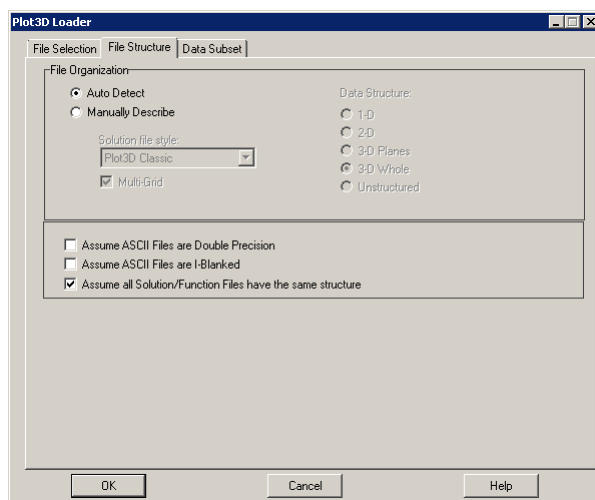 Plot3D Loader
File Selection
File Structure
Data Subset
File Organization
Auto Detect
Manually Describe
Solution file style:
Plot3D Classic
Multi-Grid
Data Structure:
1-D
2-D
3-D Planes
3-D Whole
Unstructured
Assume ASCII Files are Double Precision
Assume ASCII Files are I-Blanked
Assume all Solution/Function Files have the same structure
OK
Cancel
Help